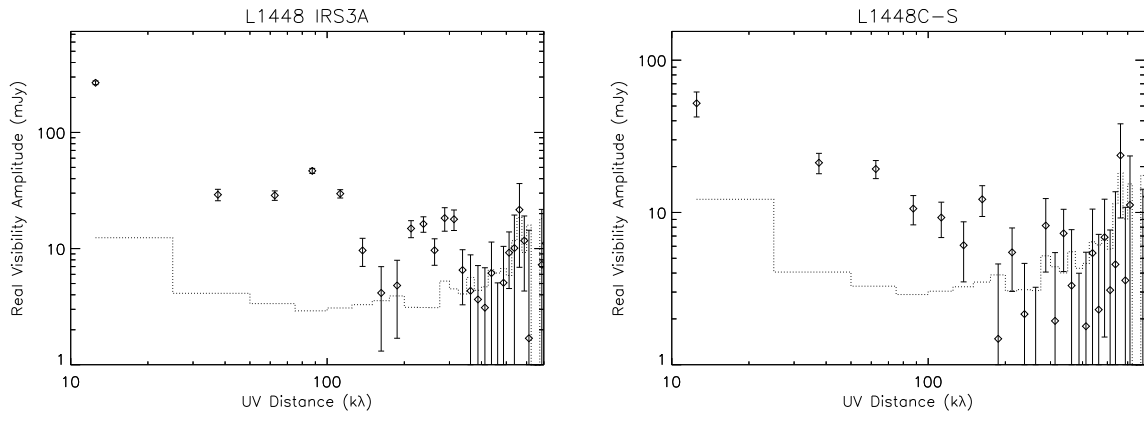 L1448 IRS3A
Real Visibility Amplitude (mJy)
100
10
1
10
100
UV Distance (kλ)
L1448C-S
Real Visibility Amplitude (mJy)
100
10
1
10
100
UV Distance (kλ)